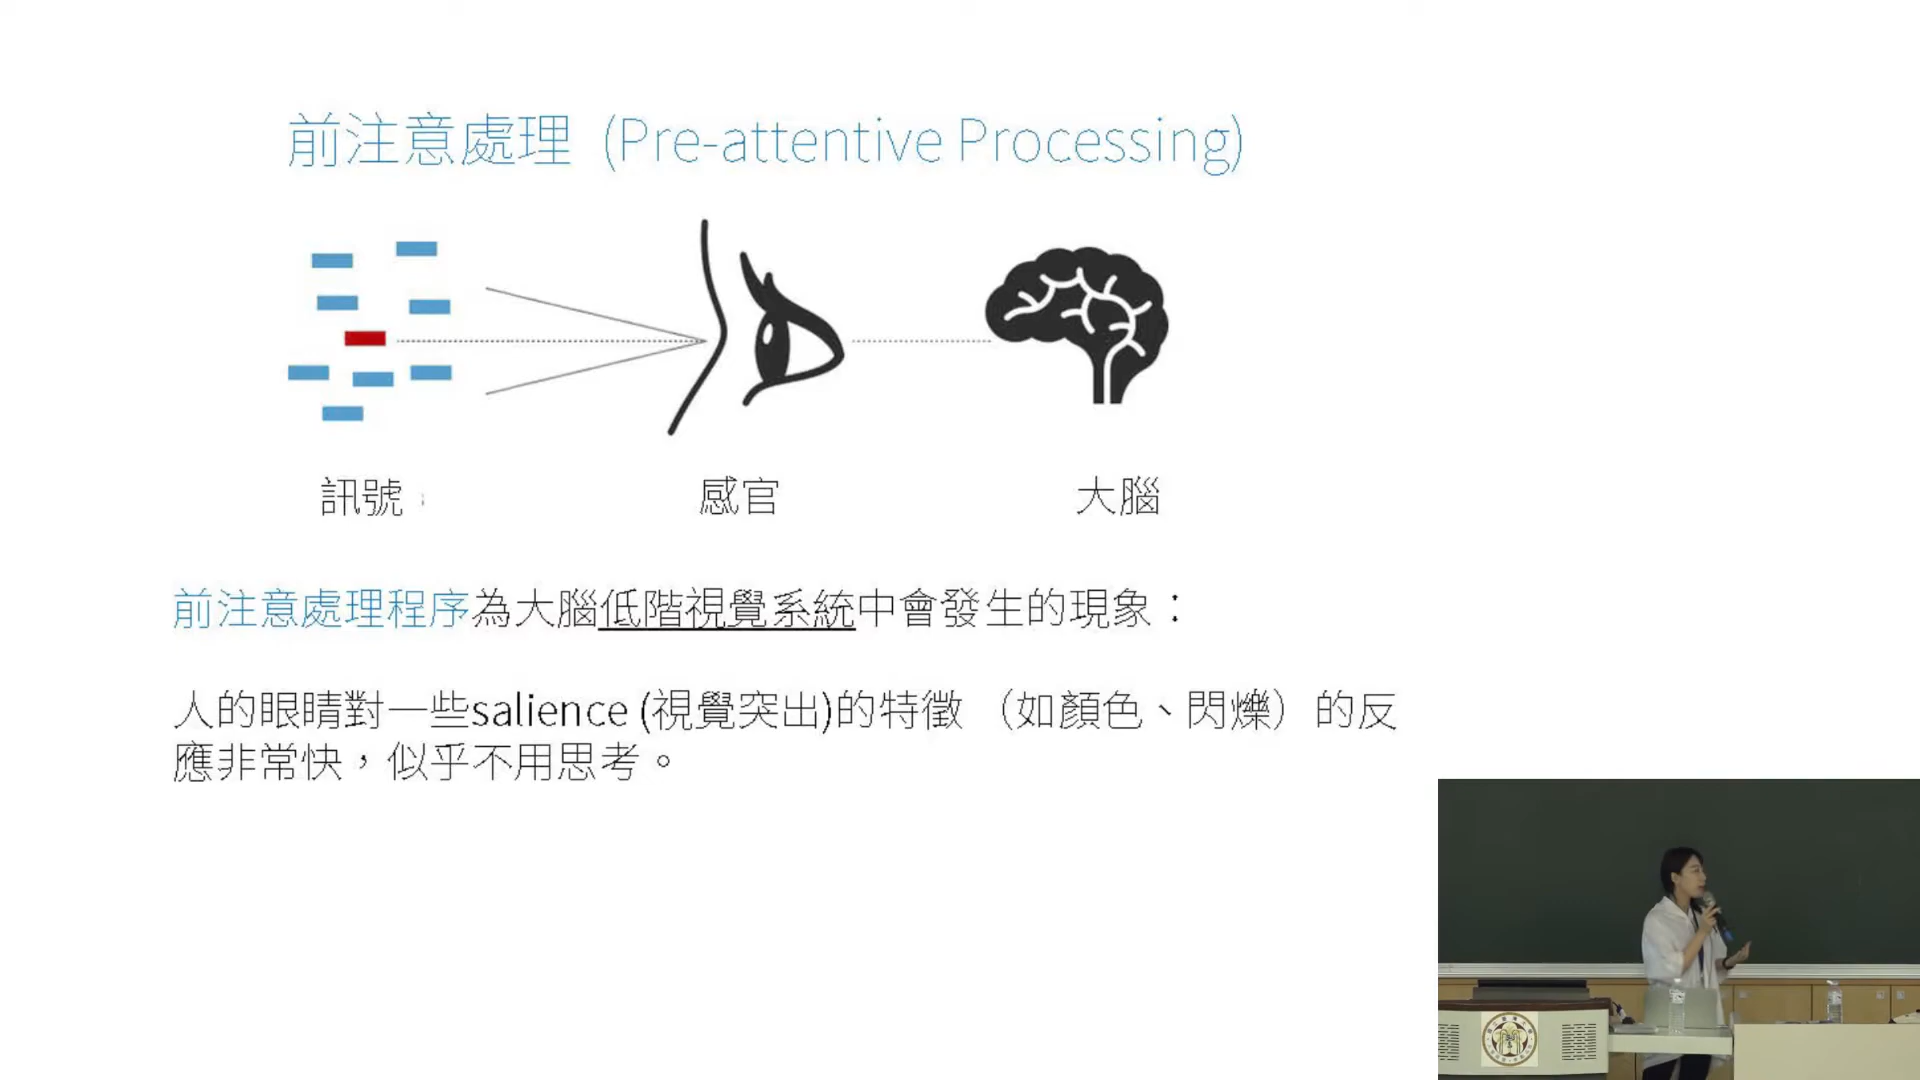 前注意處理 (Pre-attentive Processing)
訊號
感官
大腦
前注意處理程序為大腦低階視覺系統中會發生的現象：
人的眼睛對一些salience (視覺突出)的特徵（如顏色、閃爍）的反
應非常快，似乎不用思考。